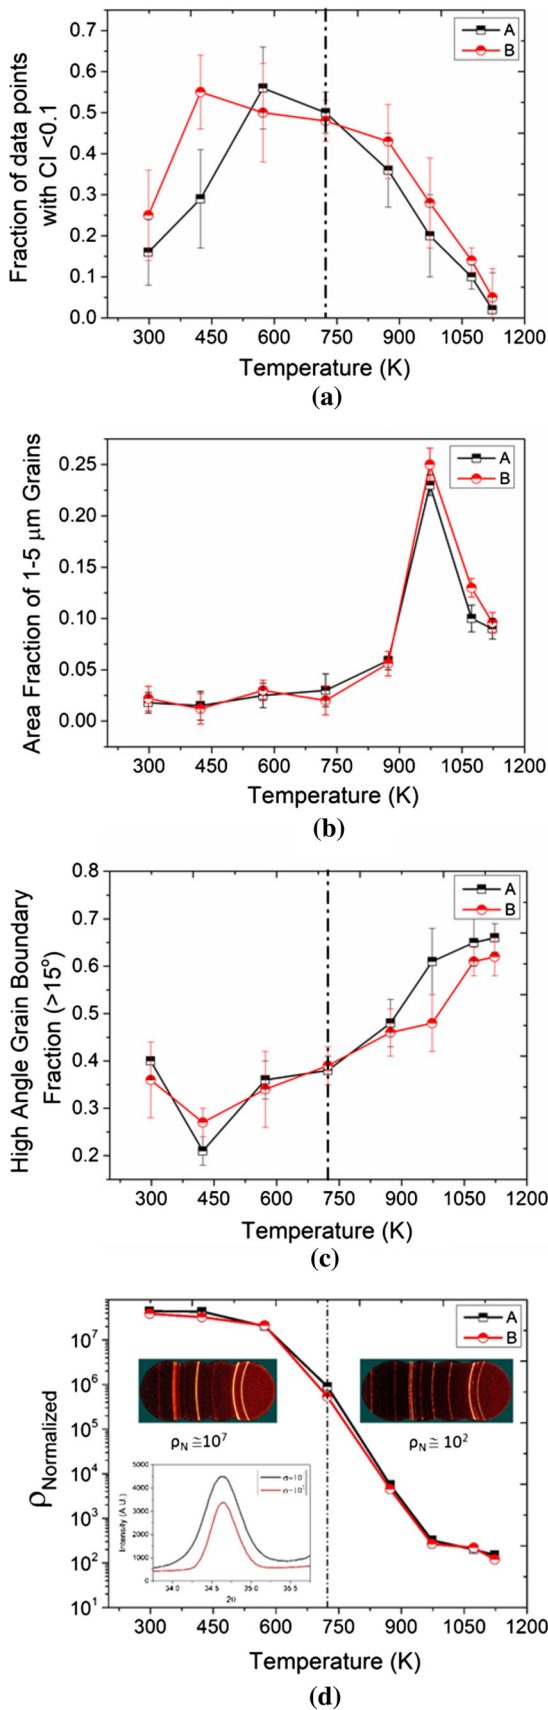 0.7
0.6
0.5
0.4
0.3
0.2
0.1
0.0
Fraction of data points
with CI <0.1
A
B
300 450 600 750 900 1050 1200
Temperature (K)
(a)
0.25
0.20
0.15
0.10
0.05
0.00
Area Fraction of 1-5 μm Grains
A
B
300 450 600 750 900 1050 1200
Temperature (K)
(b)
0.8
0.7
0.6
0.5
0.4
0.3
0.2
High Angle Grain Boundary
Fraction (>15°)
A
B
300 450 600 750 900 1050 1200
Temperature (K)
(c)
10⁷
10⁶
10⁵
10⁴
10³
10²
10¹
ρNormalized
A
B
ρN ≅10⁷
ρN ≅ 10²
5000
4000
3000
2000
1000
0
Intensity (A.U.)
34.0 34.5 35.0 35.5
300 450 600 750 900 1050 1200
Temperature (K)
(d)